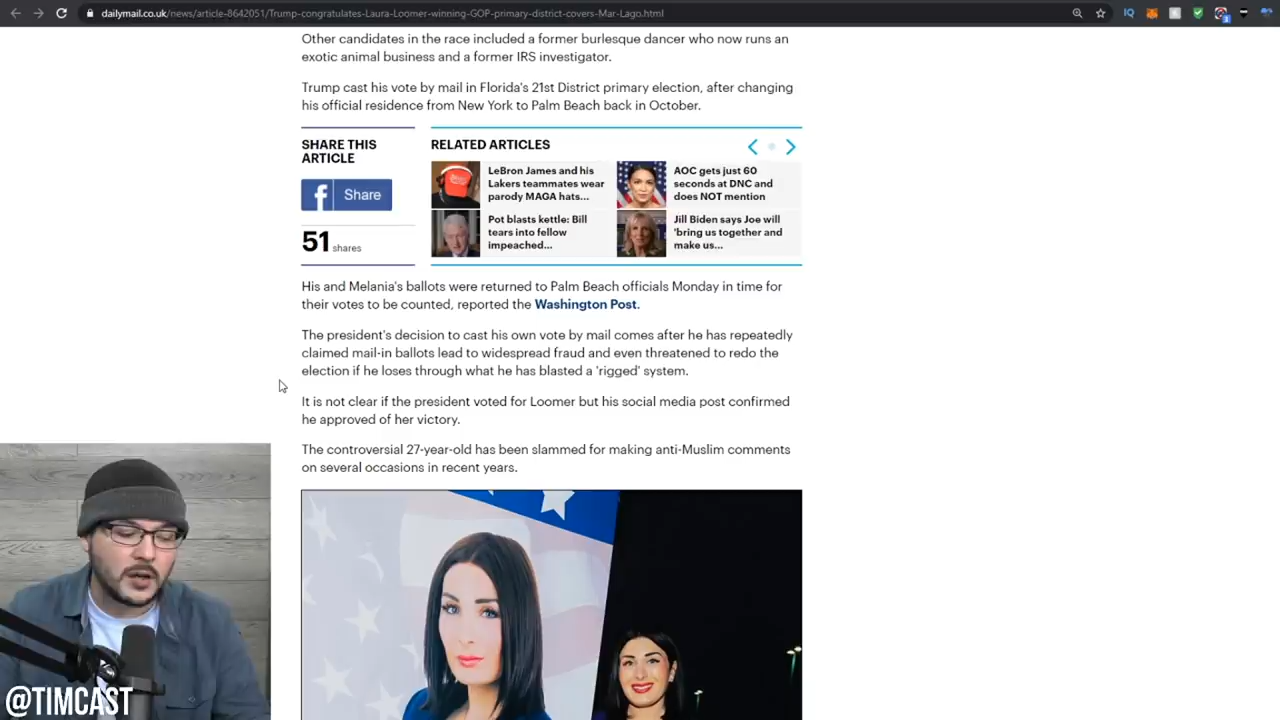 dailymail.co.uk/news/article-8642051/Trump-congratulates-Laura-Loomer-winning-GOP-primary-district-covers-Mar-Lago.html
Other candidates in the race included a former burlesque dancer who now runs an
exotic animal business and a former IRS investigator.
Trump cast his vote by mail in Florida's 21st District primary election, after changing
his official residence from New York to Palm Beach back in October.
SHARE THIS
ARTICLE
f Share
51 shares
RELATED ARTICLES
LeBron James and his
Lakers teammates wear
parody MAGA hats...
AOC gets just 60
seconds at DNC and
does NOT mention
Pot blasts kettle: Bill
tears into fellow
impeached...
Jill Biden says Joe will
'bring us together and
make us...
His and Melania's ballots were returned to Palm Beach officials Monday in time for
their votes to be counted, reported the Washington Post.
The president's decision to cast his own vote by mail comes after he has repeatedly
claimed mail-in ballots lead to widespread fraud and even threatened to redo the
election if he loses through what he has blasted a 'rigged' system.
It is not clear if the president voted for Loomer but his social media post confirmed
he approved of her victory.
The controversial 27-year-old has been slammed for making anti-Muslim comments
on several occasions in recent years.
@TIMCAST